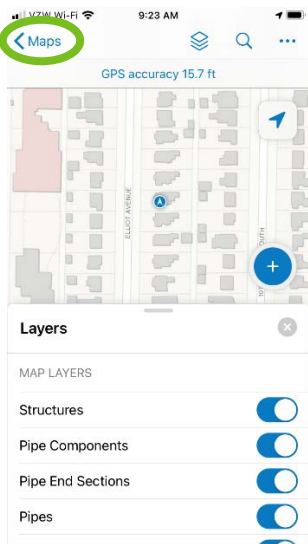 VZW Wi-Fi 9:23 AM
Maps
GPS accuracy 15.7 ft
ELLIOT AVENUE
Layers
MAP LAYERS
Structures
Pipe Components
Pipe End Sections
Pipes